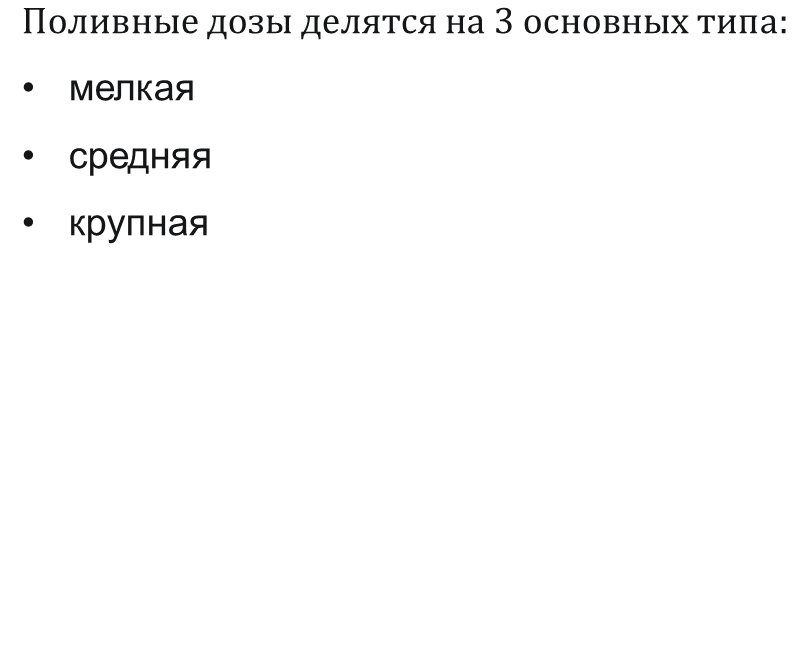 Поливные дозы делятся на 3 основных типа:
• мелкая
• средняя
• крупная